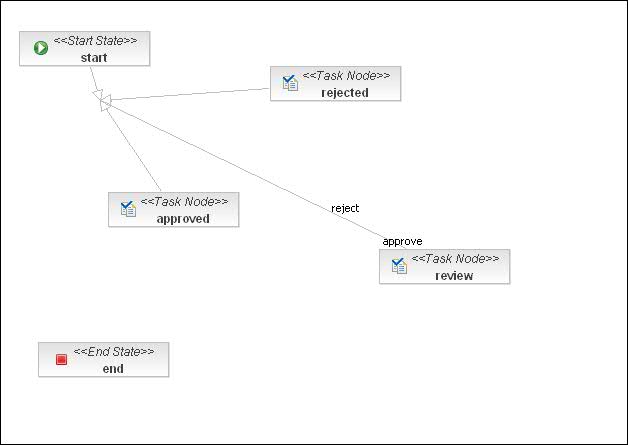 <<Start State>>
start
<<Task Node>>
rejected
<<Task Node>>
approved
reject
approve
<<Task Node>>
review
<<End State>>
end